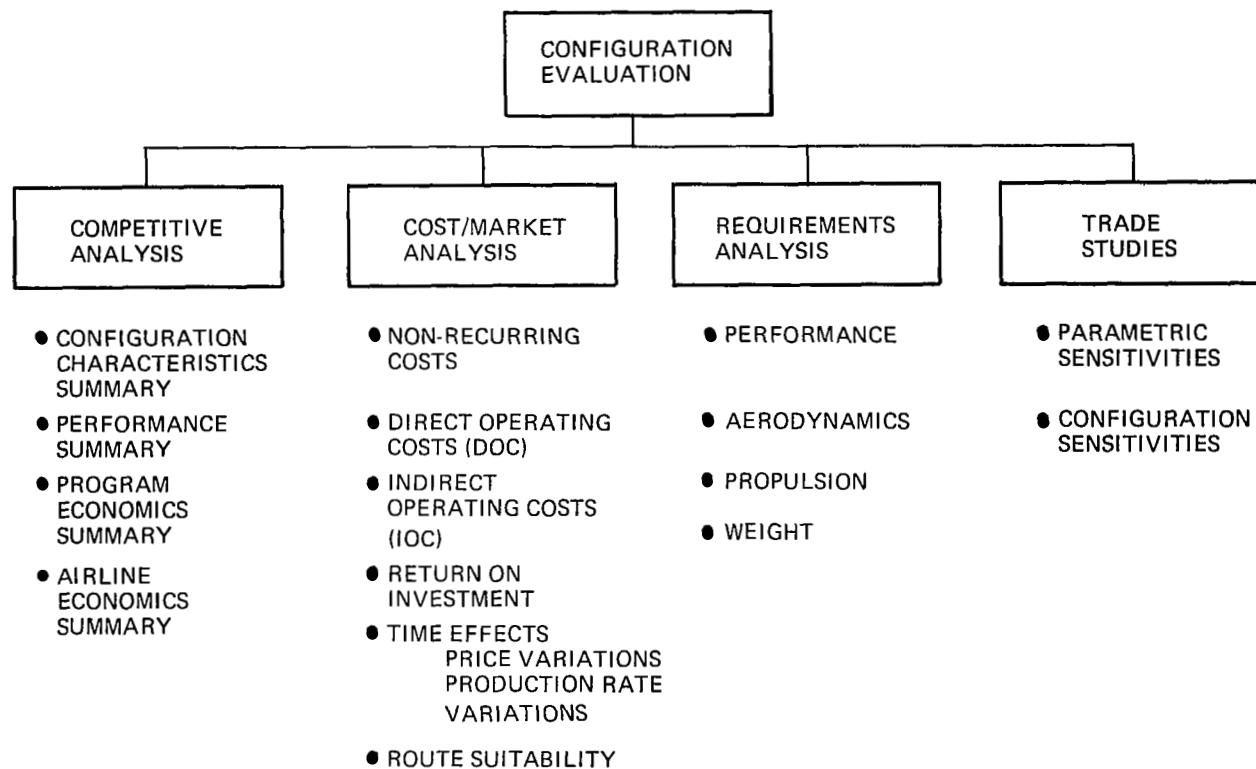 CONFIGURATION
EVALUATION
COMPETITIVE
ANALYSIS
COST/MARKET
ANALYSIS
REQUIREMENTS
ANALYSIS
TRADE
STUDIES
● CONFIGURATION
CHARACTERISTICS
SUMMARY
● PERFORMANCE
SUMMARY
● PROGRAM
ECONOMICS
SUMMARY
● AIRLINE
ECONOMICS
SUMMARY
● NON-RECURRING
COSTS
● DIRECT OPERATING
COSTS (DOC)
● INDIRECT
OPERATING COSTS
(IOC)
● RETURN ON
INVESTMENT
● TIME EFFECTS
PRICE VARIATIONS
PRODUCTION RATE
VARIATIONS
● ROUTE SUITABILITY
● PERFORMANCE
● AERODYNAMICS
● PROPULSION
● WEIGHT
● PARAMETRIC
SENSITIVITIES
● CONFIGURATION
SENSITIVITIES